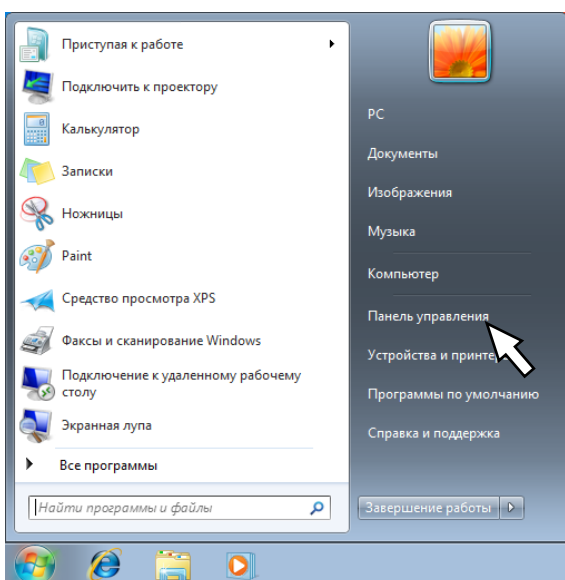 Приступая к работе
Подключить к проектору
Калькулятор
Записки
Ножницы
Paint
Средство просмотра XPS
Факсы и сканирование Windows
Подключение к удаленному рабочему
столу
Экранная лупа
Все программы
Найти программы и файлы
PC
Документы
Изображения
Музыка
Компьютер
Панель управления
Устройства и принте
Программы по умолчанию
Справка и поддержка
Завершение работы